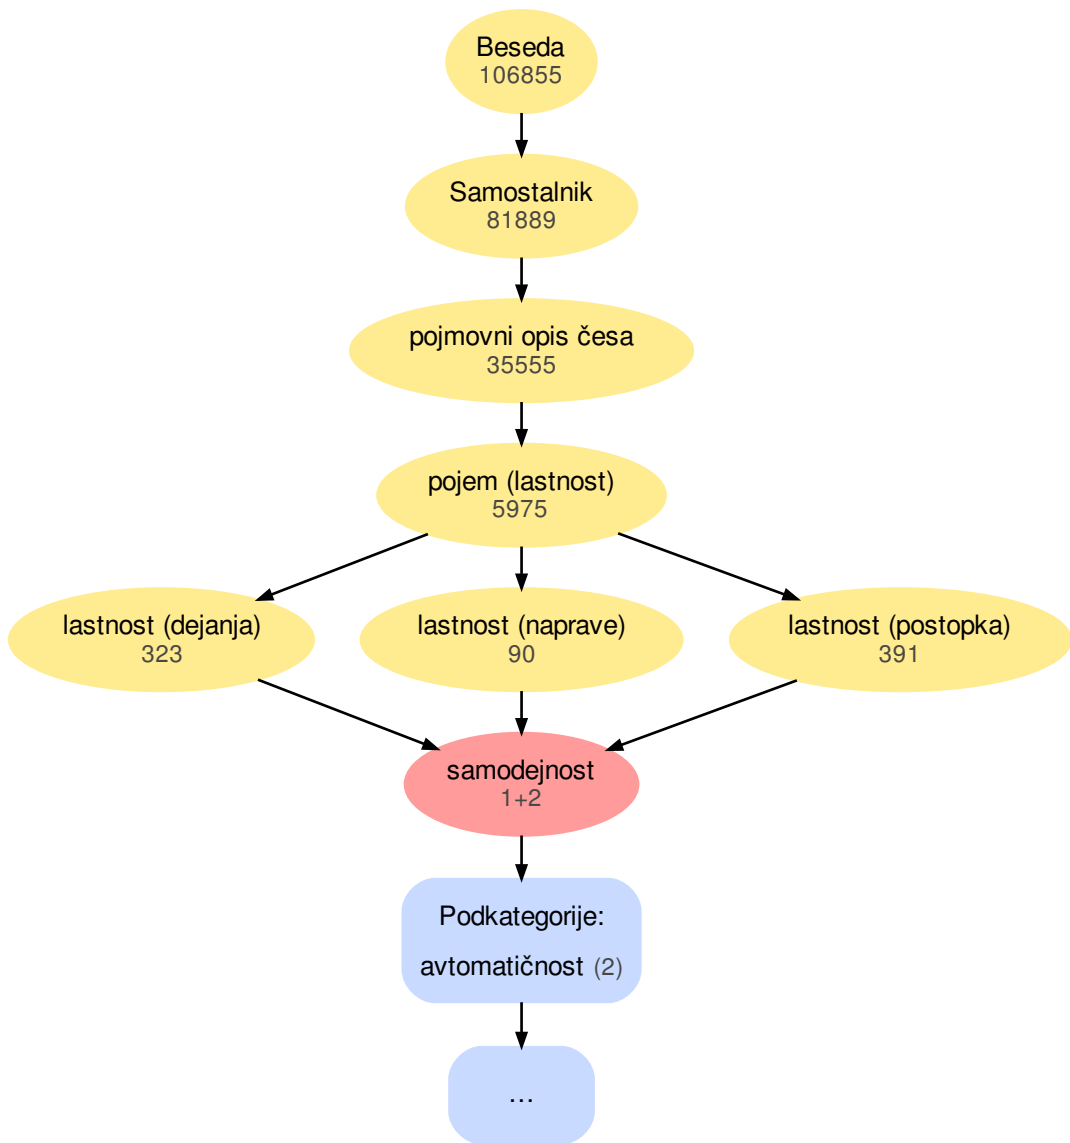 Beseda
106855
Samostalnik
81889
pojmovni opis česa
35555
pojem (lastnost)
5975
lastnost (dejanja)
323
lastnost (naprave)
90
lastnost (postopka)
391
samodejnost
1+2
Podkategorije:
avtomatičnost (2)
…